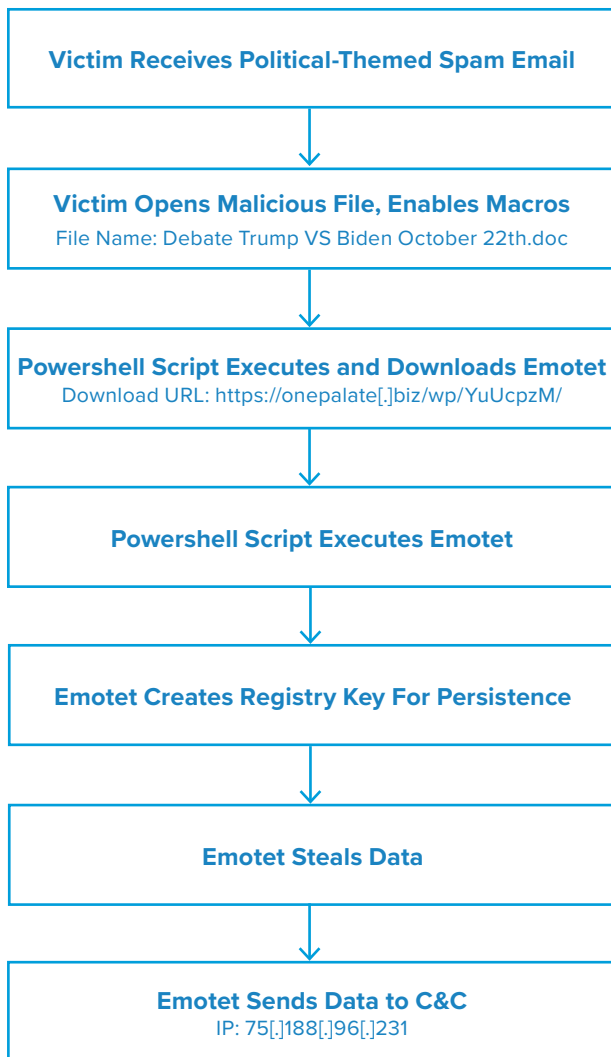 Victim Receives Political-Themed Spam Email
Victim Opens Malicious File, Enables Macros
File Name: Debate Trump VS Biden October 22th.doc
Powershell Script Executes and Downloads Emotet
Download URL: https://onepalate[.]biz/wp/YuUcpzM/
Powershell Script Executes Emotet
Emotet Creates Registry Key For Persistence
Emotet Steals Data
Emotet Sends Data to C&C
IP: 75[.]188[.]96[.]231